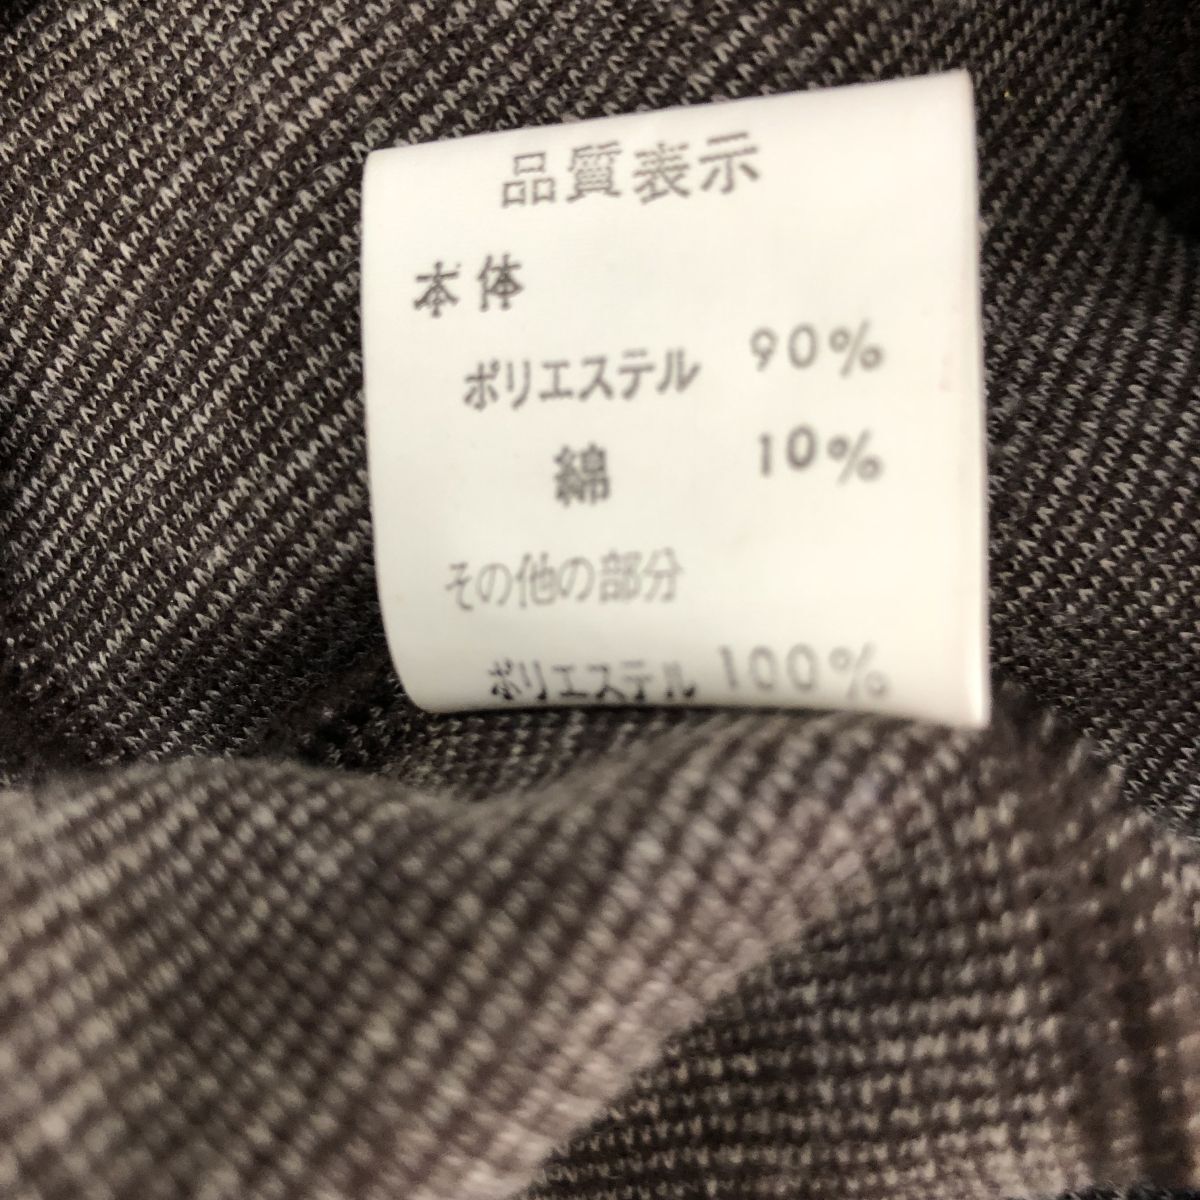 品質表示
本体
ポリエステル 90%
綿 10%
その他の部分
ポリエステル 100%